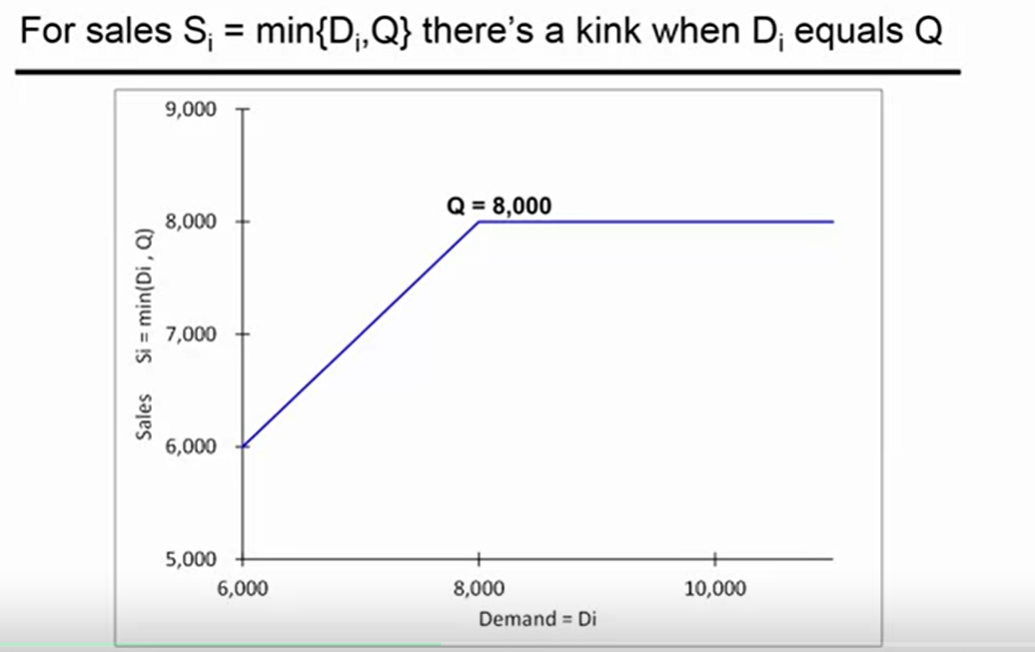 For sales Sᵢ = min{Dᵢ,Q} there's a kink when Dᵢ equals Q
9,000
Q = 8,000
8,000
Sales Si = min(Di , Q)
7,000
6,000
5,000
6,000 8,000 10,000
Demand = Di